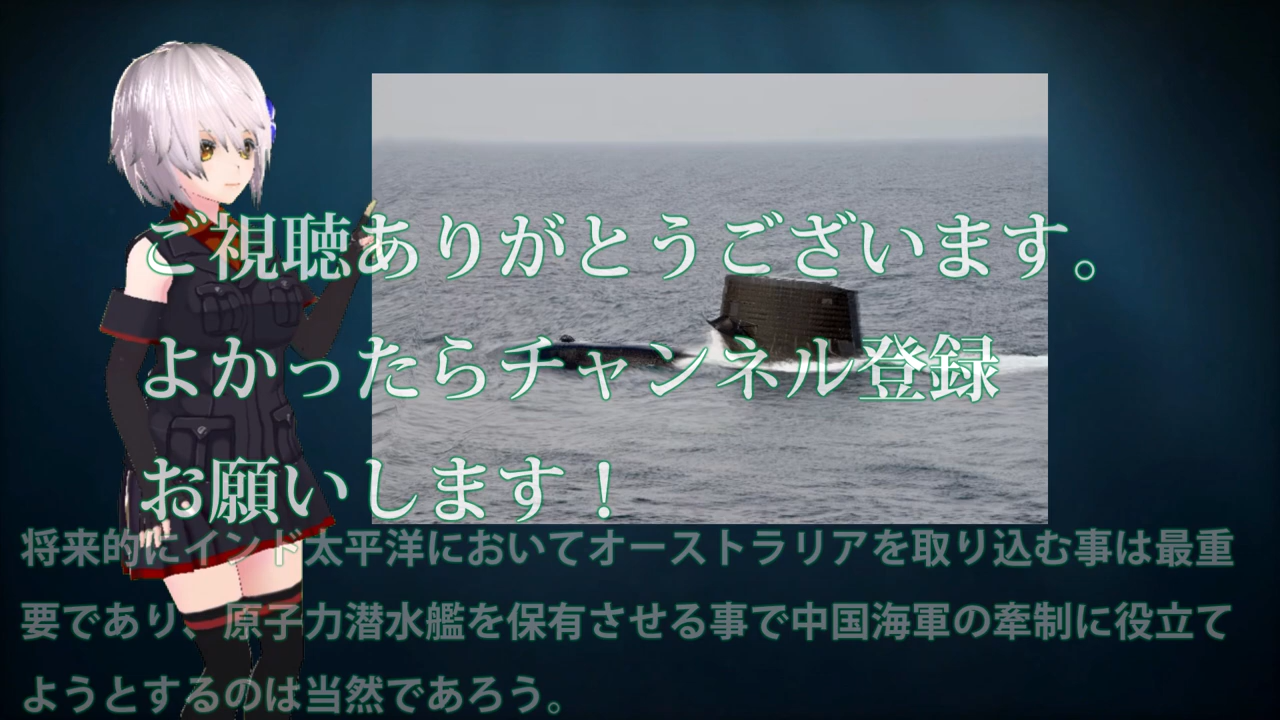 ご視聴ありがとうございます。
よかったらチャンネル登録
お願いします！
将来的にインド太平洋においてオーストラリアを取り込む事は最重
要であり、原子力潜水艦を保有させる事で中国海軍の牽制に役立て
ようとするのは当然であろう。